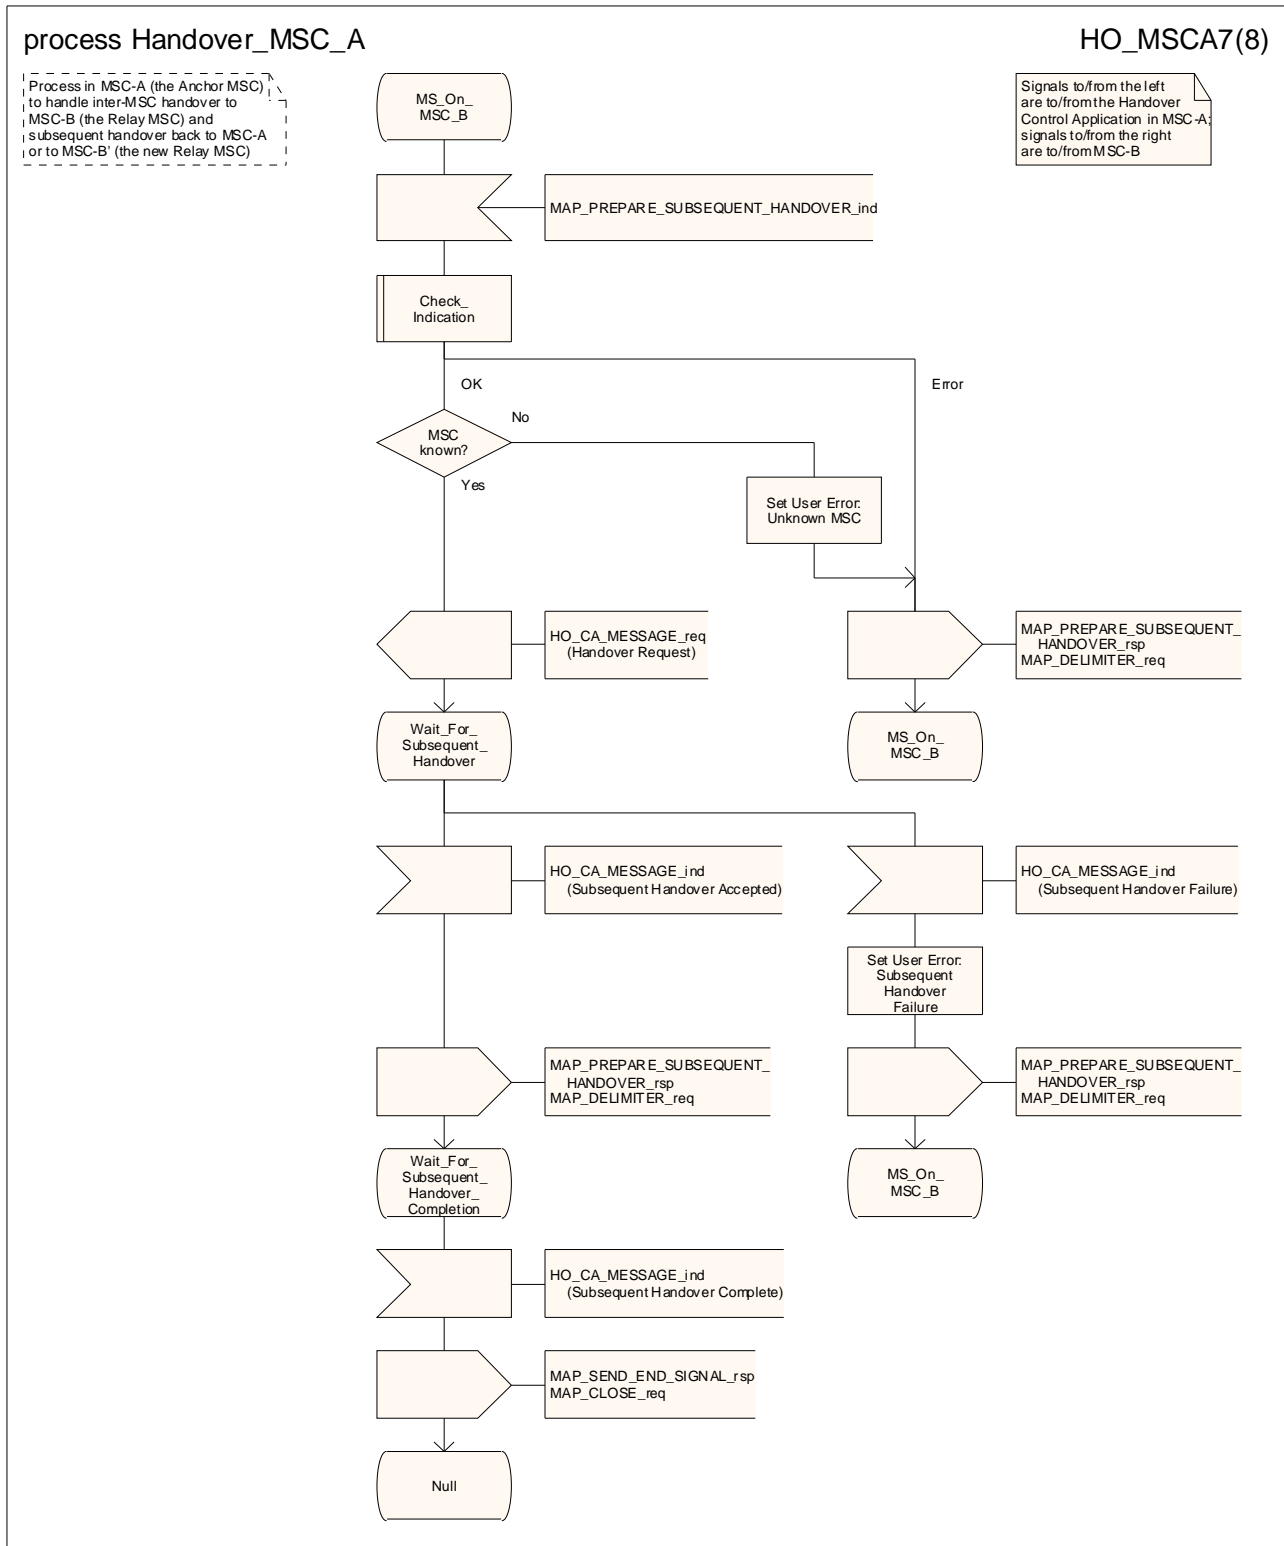 process Handover_MSC_A
HO_MSCA7(8)
Process in MSC-A (the Anchor MSC)
to handle inter-MSC handover to
MSC-B (the Relay MSC) and
subsequent handover back to MSC-A
or to MSC-B' (the new Relay MSC)
MS_On_
MSC_B
Signals to/from the left
are to/from the Handover
Control Application in MSC-A;
signals to/from the right
are to/from MSC-B
MAP_PREPARE_SUBSEQUENT_HANDOVER_ind
Check_
Indication
OK
Error
No
MSC
known?
Yes
Set User Error:
Unknown MSC
HO_CA_MESSAGE_req
(Handover Request)
MAP_PREPARE_SUBSEQUENT_
HANDOVER_rsp
MAP_DELIMITER_req
Wait_For_
Subsequent_
Handover
MS_On_
MSC_B
HO_CA_MESSAGE_ind
(Subsequent Handover Accepted)
HO_CA_MESSAGE_ind
(Subsequent Handover Failure)
Set User Error:
Subsequent
Handover
Failure
MAP_PREPARE_SUBSEQUENT_
HANDOVER_rsp
MAP_DELIMITER_req
MAP_PREPARE_SUBSEQUENT_
HANDOVER_rsp
MAP_DELIMITER_req
Wait_For_
Subsequent_
Handover_
Completion
MS_On_
MSC_B
HO_CA_MESSAGE_ind
(Subsequent Handover Complete)
MAP_SEND_END_SIGNAL_rsp
MAP_CLOSE_req
Null